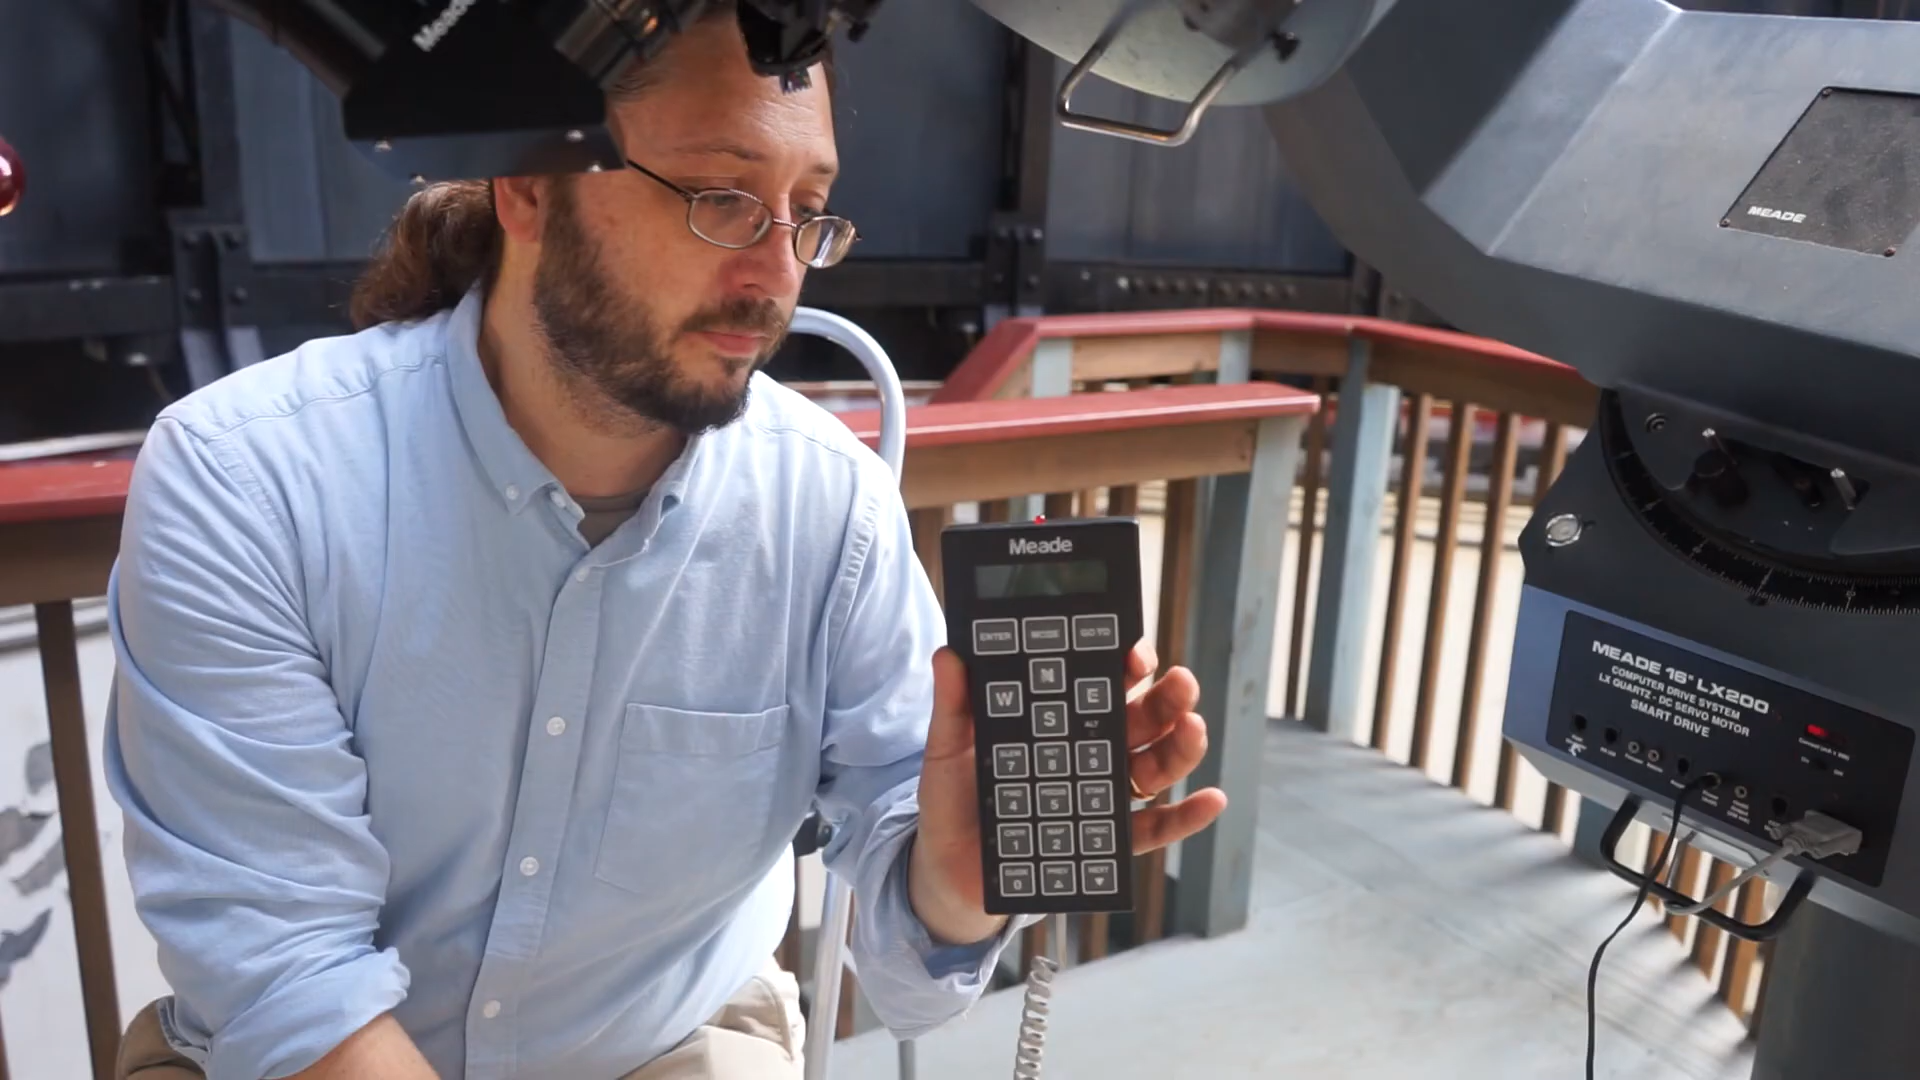 Meade
MEADE
Meade
ENTER MODE GO TO
N
W E
S
ALT
SLEW RET M
7 8 9
FIND FOCUS STAR
4 5 6
CNTR MAP CNGC
1 2 3
0 PREV NEXT
MEADE 16" LX200
COMPUTER DRIVE SYSTEM
LX QUARTZ - DC SERVO MOTOR
SMART DRIVE